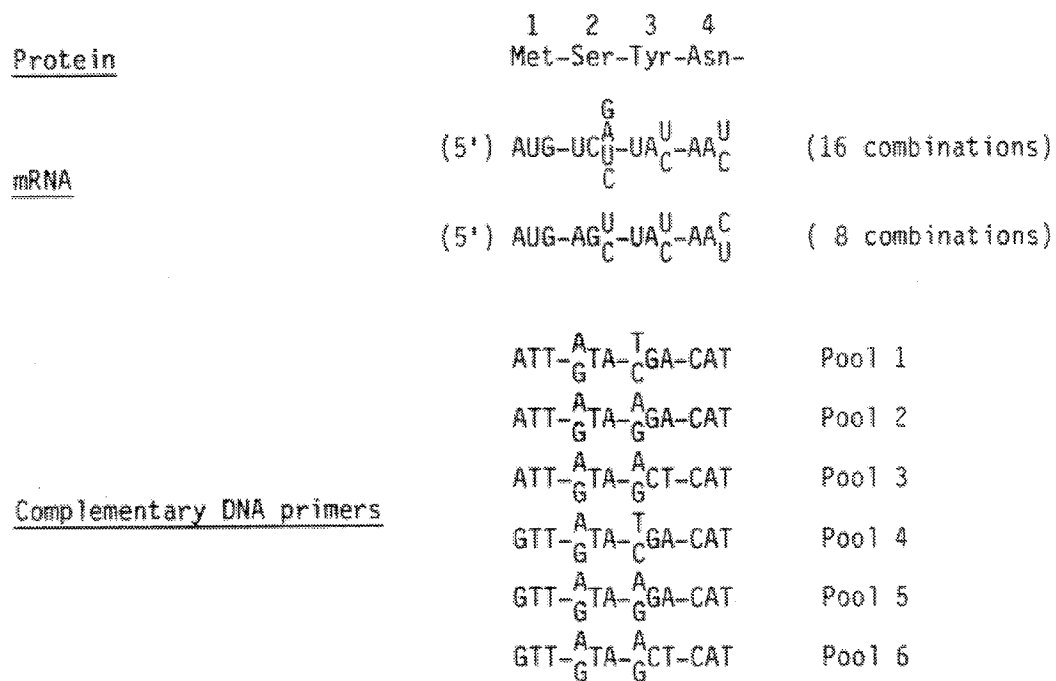 1 2 3 4
Protein Met-Ser-Tyr-Asn-
G
A U U
(5') AUG-UCU-UAC-AAC (16 combinations)
C
mRNA
U U C
(5') AUG-AGC-UAC-AAU ( 8 combinations)
A T
ATT-GTA-CGA-CAT Pool 1
A A
ATT-GTA-GGA-CAT Pool 2
A A
ATT-GTA-GCT-CAT Pool 3
Complementary DNA primers
A T
GTT-GTA-CGA-CAT Pool 4
A A
GTT-GTA-GGA-CAT Pool 5
A A
GTT-GTA-GCT-CAT Pool 6